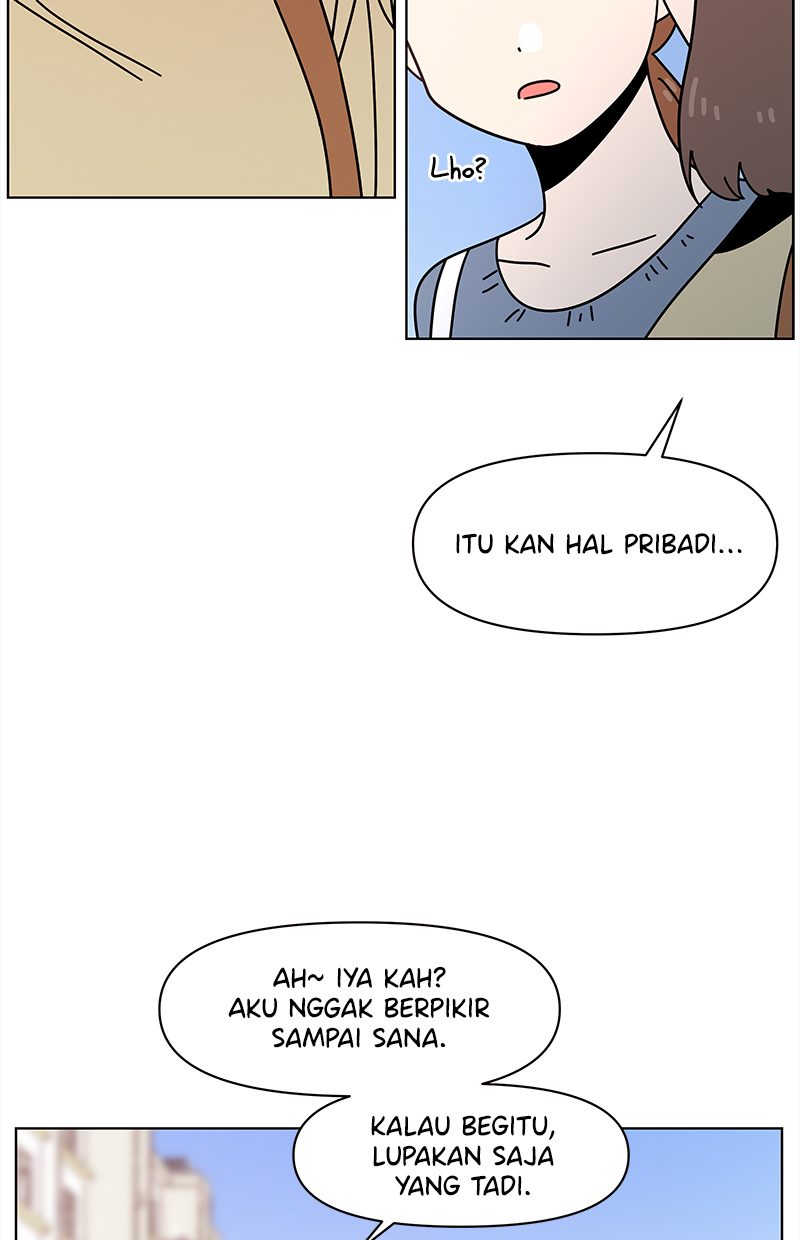 Lho?
ITU KAN HAL PRIBADI...
AH~ IYA KAH?
AKU NGGAK BERPIKIR
SAMPAI SANA.
KALAU BEGITU,
LUPAKAN SAJA
YANG TADI.